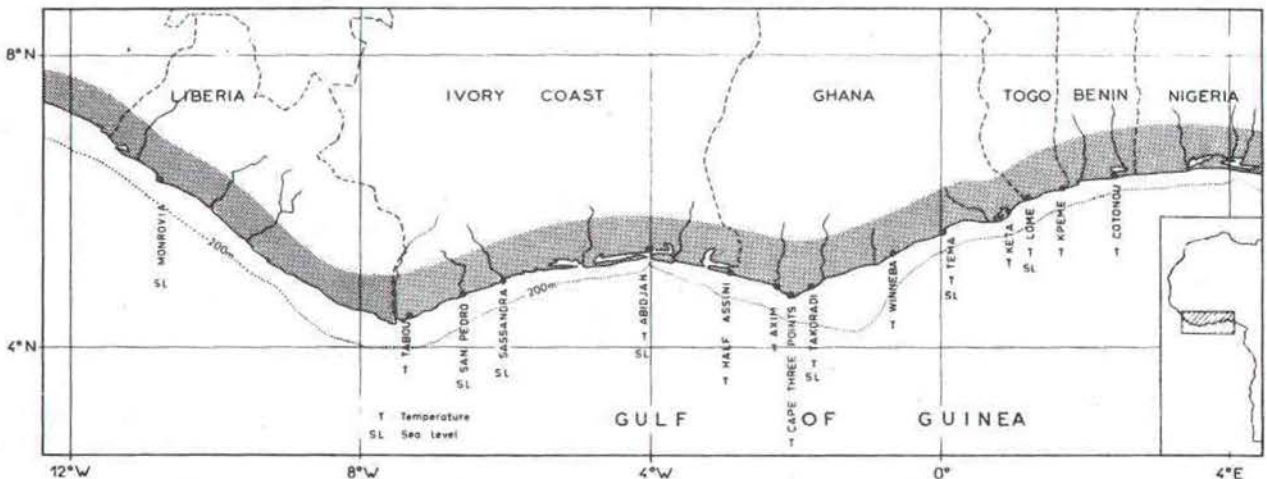 8°N
LIBERIA
IVORY COAST
GHANA
TOGO
BENIN
NIGERIA
200m
200m
MONROVIA
SL
TABOU
T
SAN PEDRO
SL
SASSANDRA
T
SL
ABIDJAN
T
SL
HALF ASSINI
T
AXIM
T
CAPE THREE POINTS
T
TAKORADI
T
SL
WINNEBA
T
TEMA
T
SL
KETA
T
LOME
T
SL
KPEME
T
COTONOU
T
4°N
T Temperature
SL Sea level
GULF OF GUINEA
12°W
8°W
4°W
0°
4°E